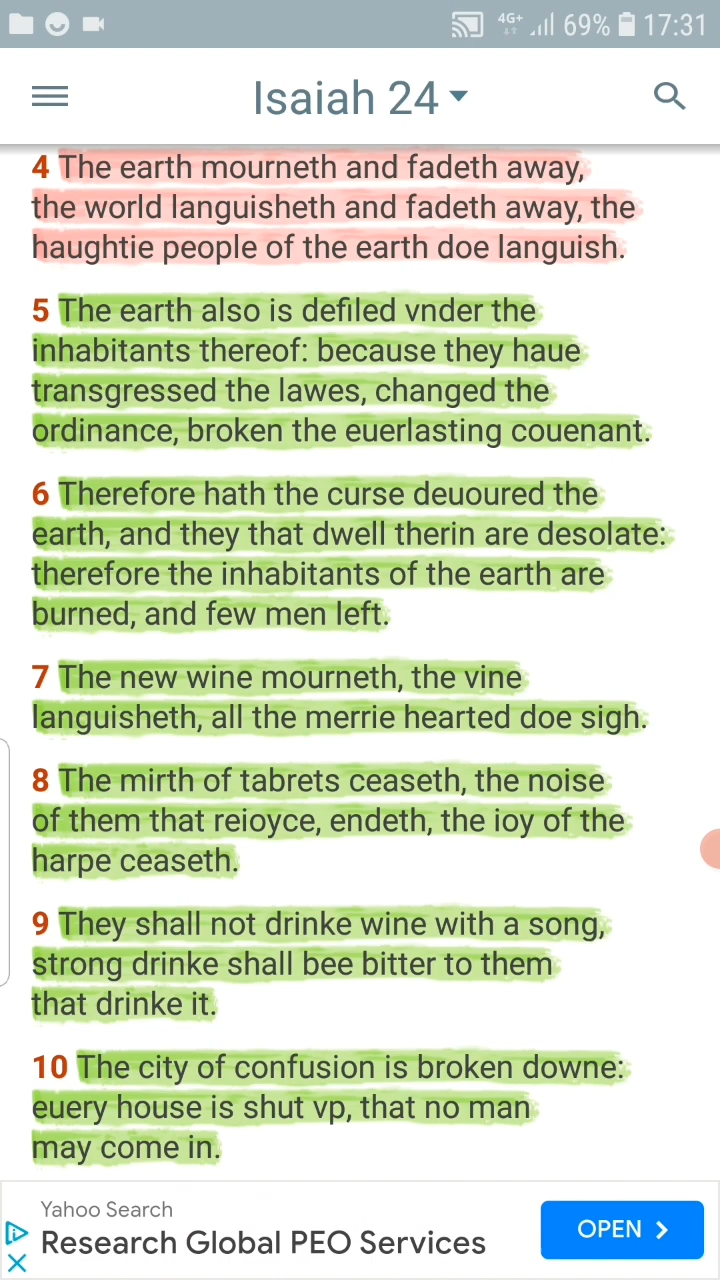 4G+ 69% 17:31
Isaiah 24
4 The earth mourneth and fadeth away,
the world languisheth and fadeth away, the
haughtie people of the earth doe languish.
5 The earth also is defiled vnder the
inhabitants thereof: because they haue
transgressed the lawes, changed the
ordinance, broken the euerlasting couenant.
6 Therefore hath the curse deuoured the
earth, and they that dwell therin are desolate:
therefore the inhabitants of the earth are
burned, and few men left.
7 The new wine mourneth, the vine
languisheth, all the merrie hearted doe sigh.
8 The mirth of tabrets ceaseth, the noise
of them that reioyce, endeth, the ioy of the
harpe ceaseth.
9 They shall not drinke wine with a song,
strong drinke shall bee bitter to them
that drinke it.
10 The city of confusion is broken downe:
euery house is shut vp, that no man
may come in.
Yahoo Search
Research Global PEO Services
OPEN